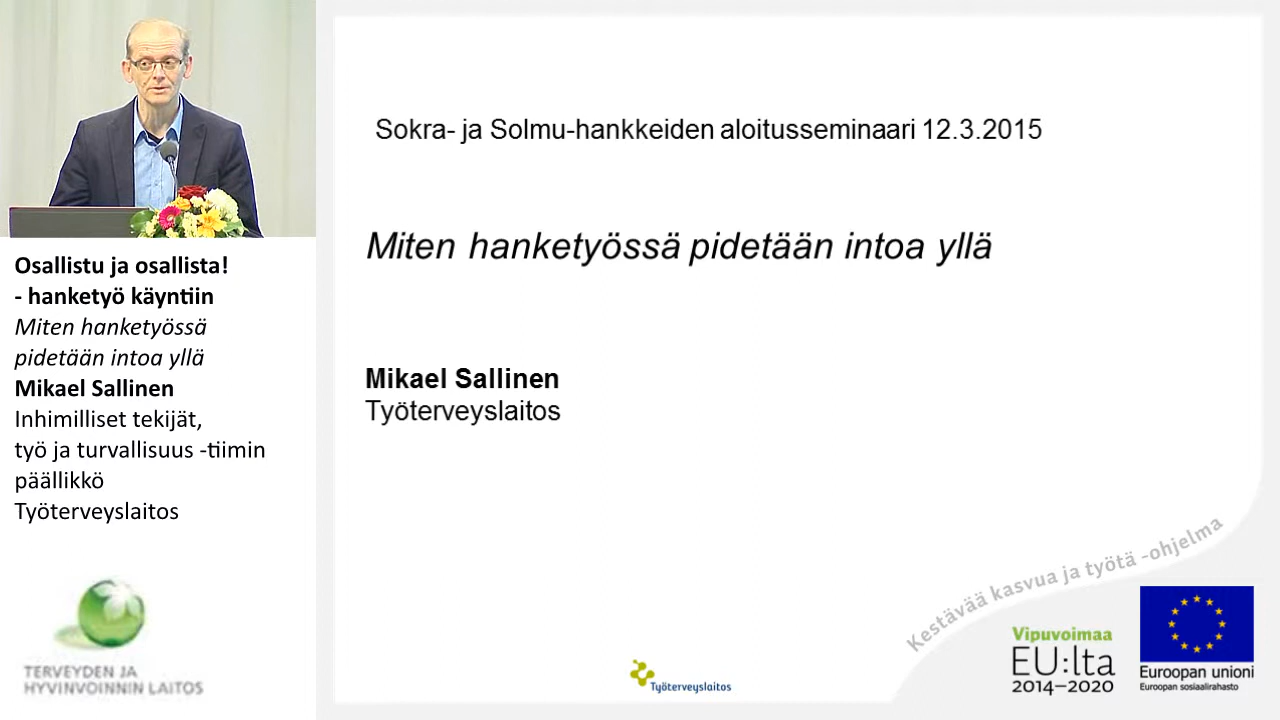 Osallistu ja osallista!
- hanketyö käyntiin
Miten hanketyössä
pidetään intoa yllä
Mikael Sallinen
Inhimilliset tekijät,
työ ja turvallisuus -tiimin
päällikkö
Työterveyslaitos
TERVEYDEN JA
HYVINVOINNIN LAITOS
Sokra- ja Solmu-hankkeiden aloitusseminaari 12.3.2015
Miten hanketyössä pidetään intoa yllä
Mikael Sallinen
Työterveyslaitos
Työterveyslaitos
Kestävää kasvua ja työtä -ohjelma
Vipuvoimaa
EU:lta
2014–2020
Euroopan unioni
Euroopan sosiaalirahasto